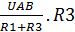 UAB
R1+R3 . R3